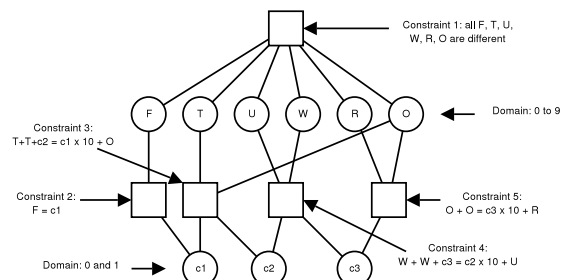 Constraint 1: all F, T, U,
W, R, O are different
F T U W R O
Domain: 0 to 9
Constraint 3:
T+T+c2 = c1 x 10 + O
Constraint 2:
F = c1
Constraint 5:
O + O = c3 x 10 + R
Constraint 4:
W + W + c3 = c2 x 10 + U
Domain: 0 and 1
c1 c2 c3